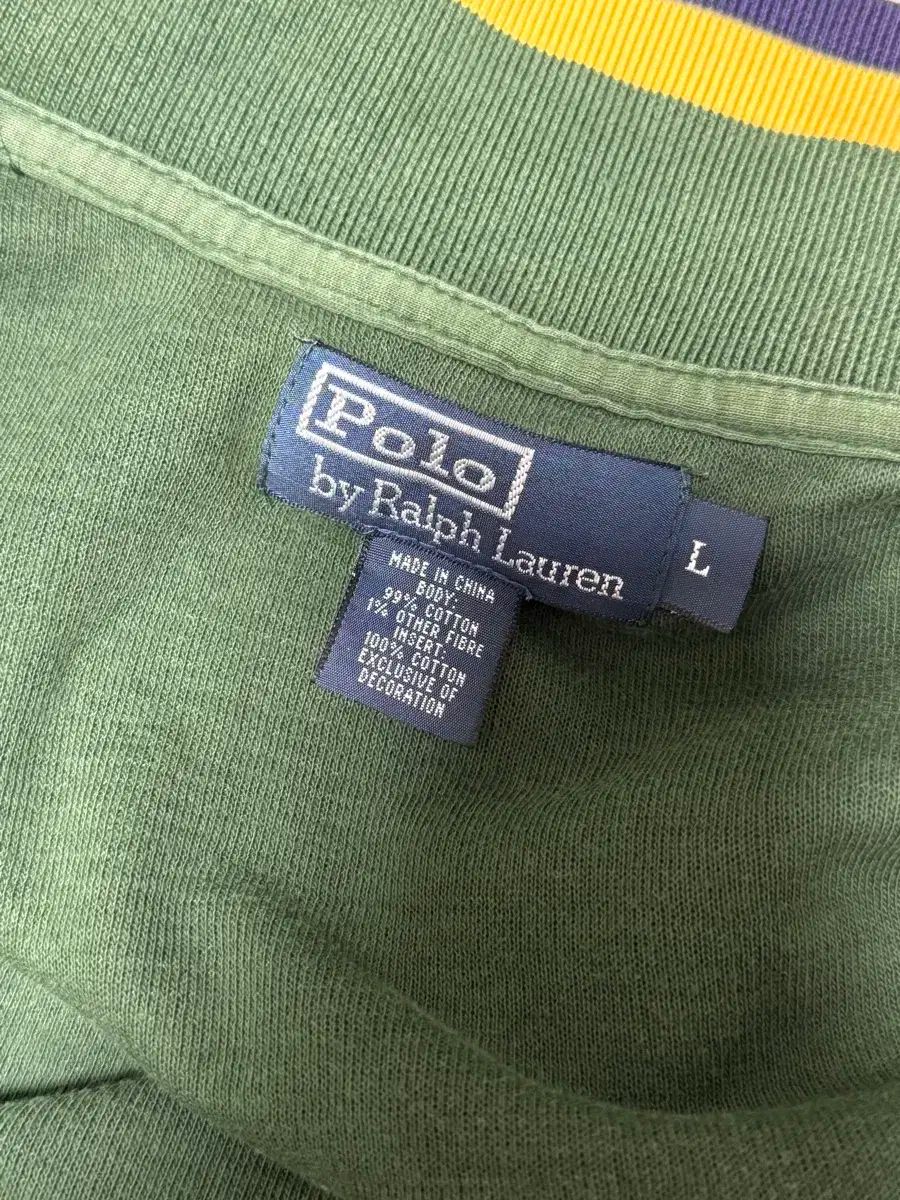 Polo
by Ralph Lauren
L
MADE IN CHINA
BODY:
99% COTTON
1% OTHER FIBRE
INSERT:
100% COTTON
EXCLUSIVE OF
DECORATION